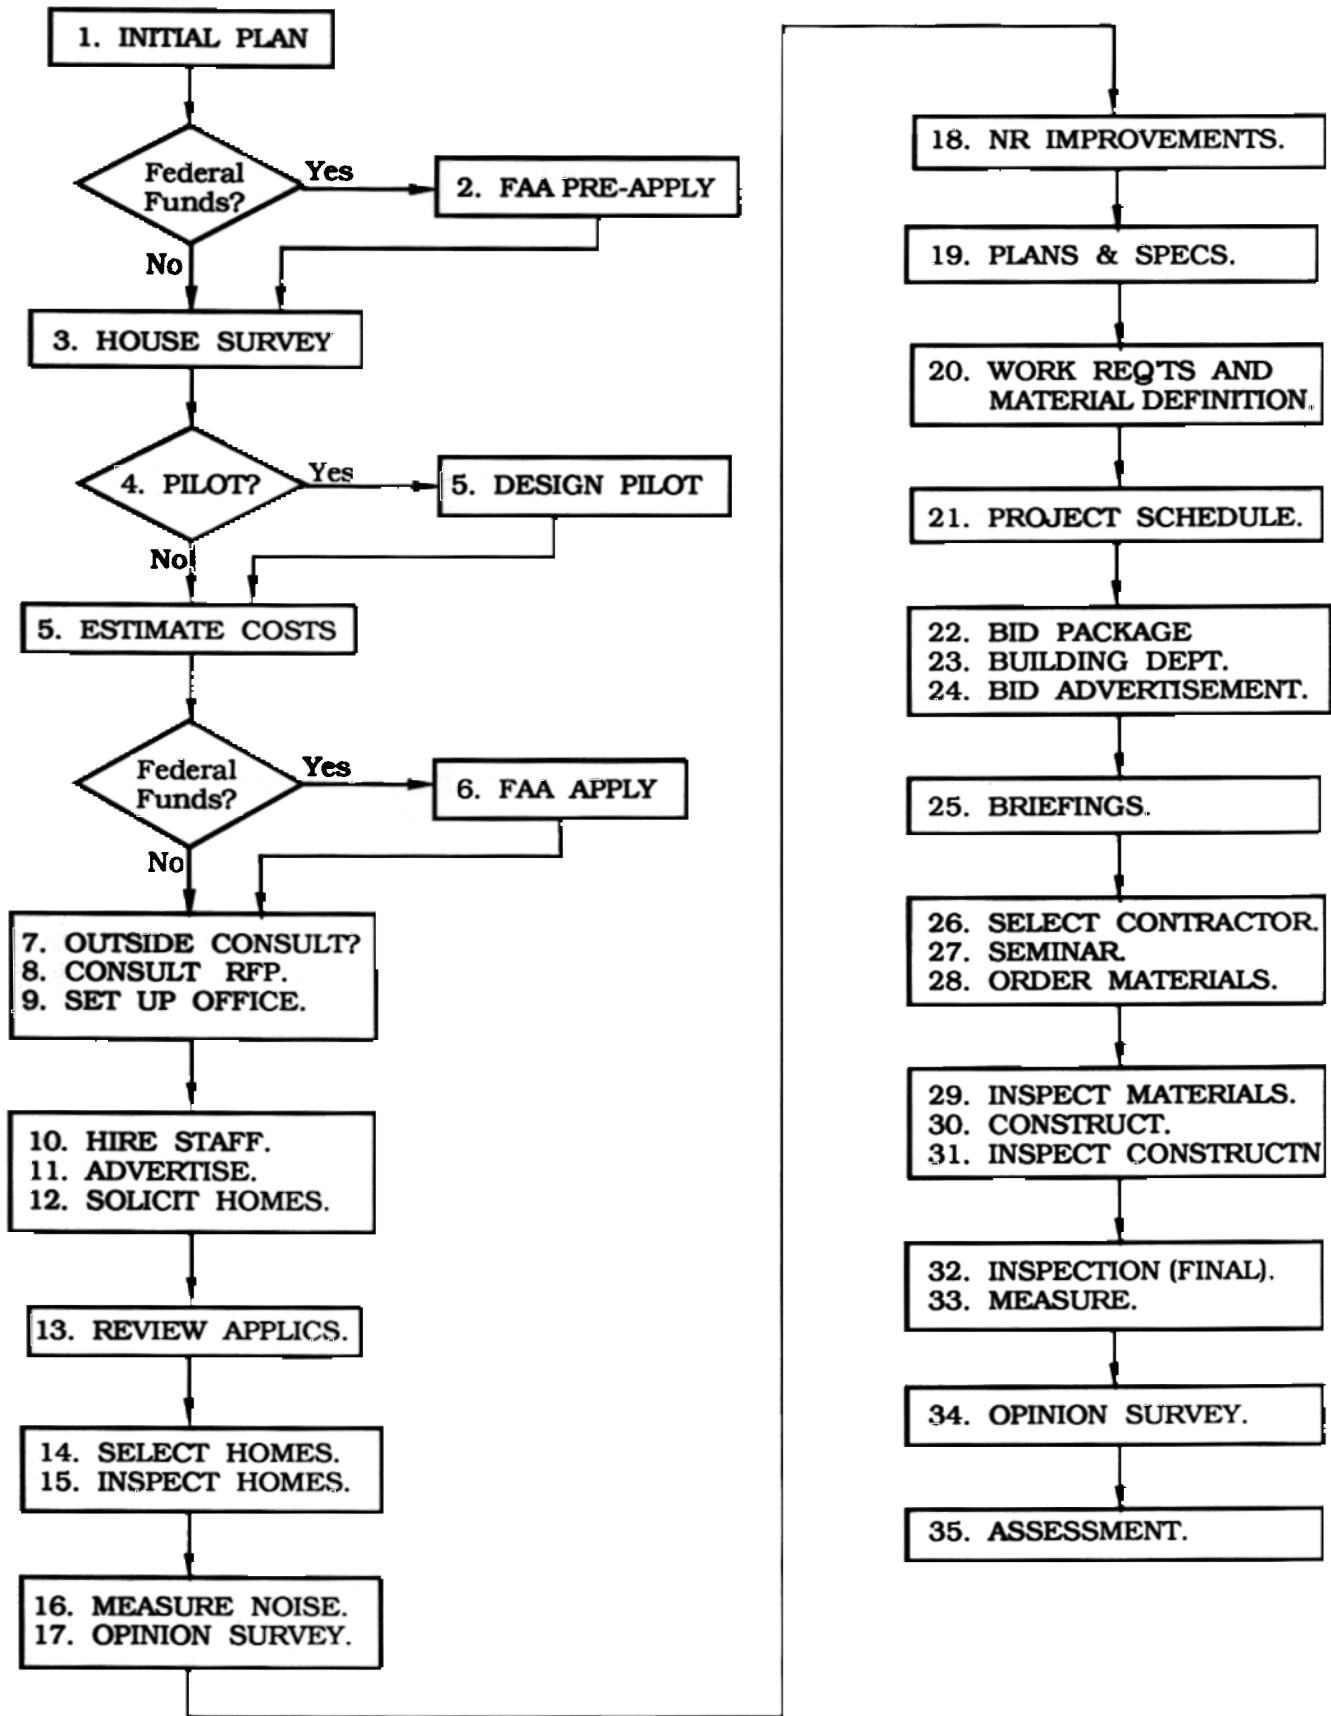 1. INITIAL PLAN
Federal
Funds?
Yes
2. FAA PRE-APPLY
No
3. HOUSE SURVEY
4. PILOT?
Yes
5. DESIGN PILOT
No
5. ESTIMATE COSTS
Federal
Funds?
Yes
6. FAA APPLY
No
7. OUTSIDE CONSULT?
8. CONSULT RFP.
9. SET UP OFFICE.
10. HIRE STAFF.
11. ADVERTISE.
12. SOLICIT HOMES.
13. REVIEW APPLICS.
14. SELECT HOMES.
15. INSPECT HOMES.
16. MEASURE NOISE.
17. OPINION SURVEY.
18. NR IMPROVEMENTS.
19. PLANS & SPECS.
20. WORK REQ'TS AND
MATERIAL DEFINITION.
21. PROJECT SCHEDULE.
22. BID PACKAGE
23. BUILDING DEPT.
24. BID ADVERTISEMENT.
25. BRIEFINGS.
26. SELECT CONTRACTOR.
27. SEMINAR.
28. ORDER MATERIALS.
29. INSPECT MATERIALS.
30. CONSTRUCT.
31. INSPECT CONSTRUCTN
32. INSPECTION (FINAL).
33. MEASURE.
34. OPINION SURVEY.
35. ASSESSMENT.